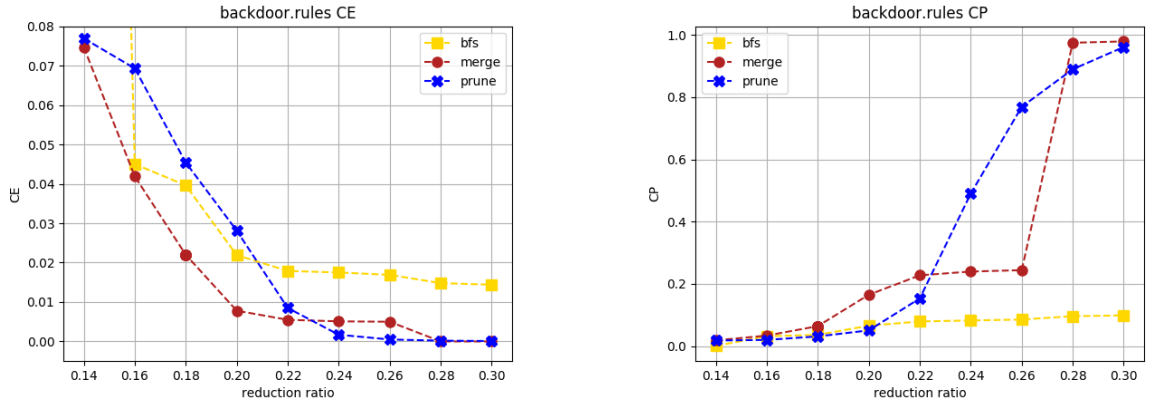 backdoor.rules CE
0.08
0.07
0.06
0.05
0.04
0.03
0.02
0.01
0.00
CE
bfs
merge
prune
0.14 0.16 0.18 0.20 0.22 0.24 0.26 0.28 0.30
reduction ratio
backdoor.rules CP
1.0
0.8
0.6
0.4
0.2
0.0
CP
bfs
merge
prune
0.14 0.16 0.18 0.20 0.22 0.24 0.26 0.28 0.30
reduction ratio